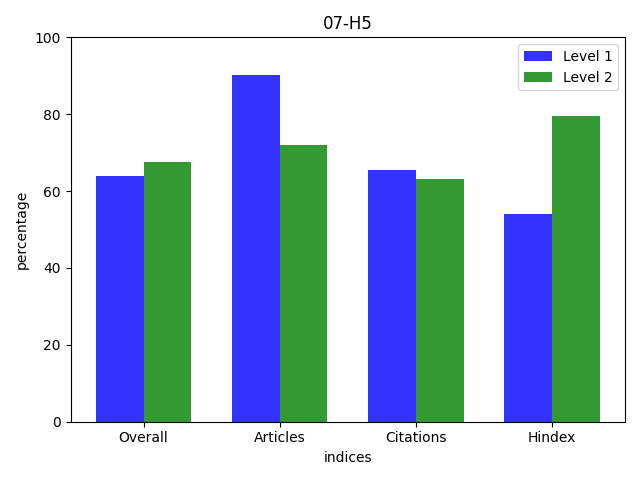 07-H5
Level 1
Level 2
percentage
100
80
60
40
20
0
Overall Articles Citations Hindex
indices